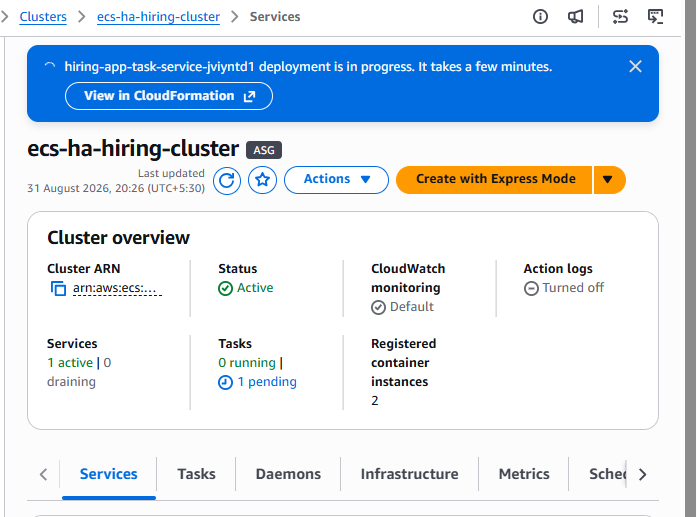 Clusters > ecs-ha-hiring-cluster > Services
hiring-app-task-service-jviyntd1 deployment is in progress. It takes a few minutes.
View in CloudFormation
ecs-ha-hiring-cluster ASG
Last updated
31 August 2026, 20:26 (UTC+5:30)
Actions
Create with Express Mode
Cluster overview
Cluster ARN
arn:aws:ecs:...
Status
Active
CloudWatch
monitoring
Default
Action logs
Turned off
Services
1 active | 0
draining
Tasks
0 running |
1 pending
Registered
container
instances
2
Services
Tasks
Daemons
Infrastructure
Metrics
Sched